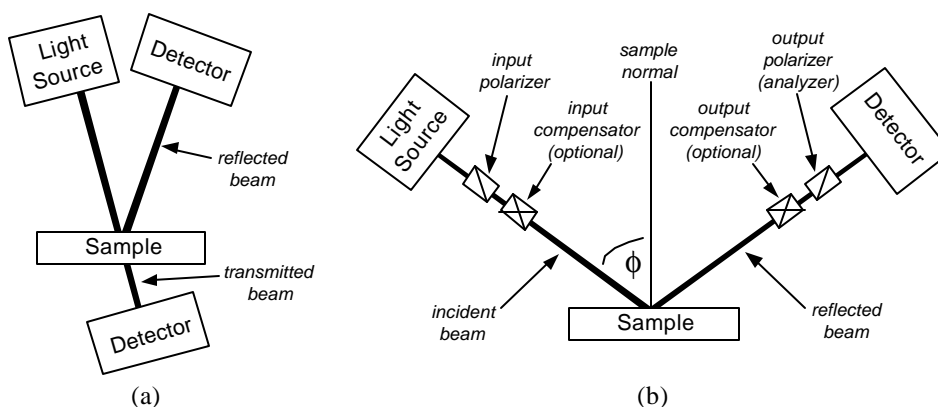 Light
Source
Detector
reflected
beam
Sample
transmitted
beam
Detector
(a)
Light
Source
input
polarizer
input
compensator
(optional)
sample
normal
output
polarizer
(analyzer)
output
compensator
(optional)
Detector
ϕ
incident
beam
Sample
reflected
beam
(b)